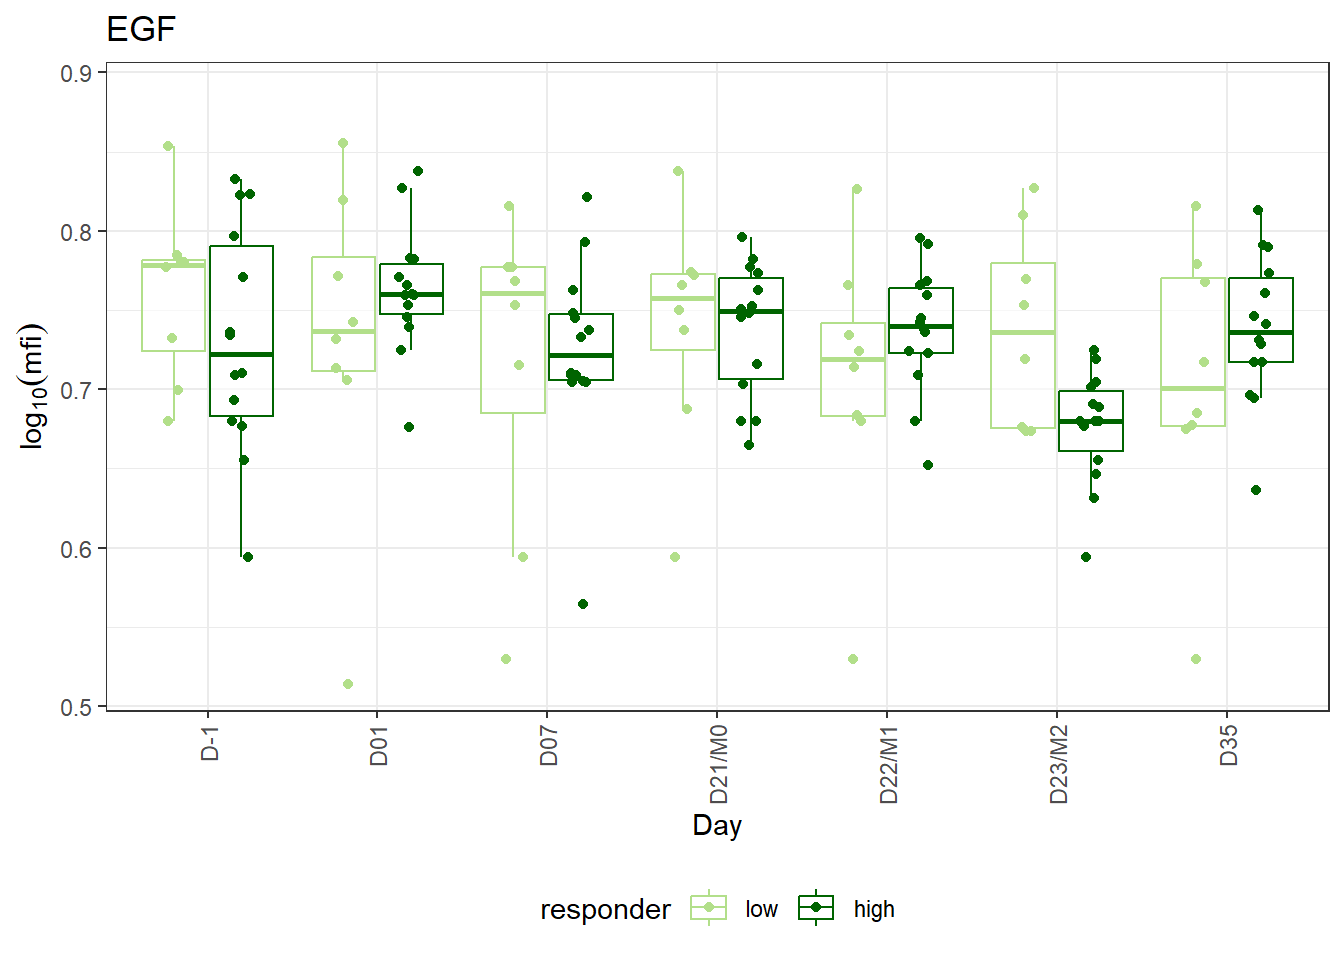 EGF
0.9
0.8
0.7
0.6
0.5
log₁₀(mfi)
D-1
D01
D07
D21/M0
D22/M1
D23/M2
D35
Day
responder low high